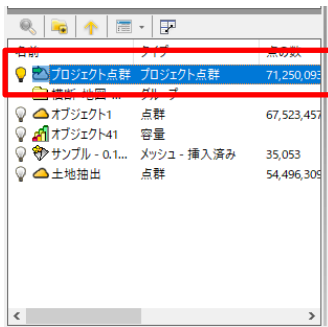 名前 タイプ 点の数
プロジェクト点群 プロジェクト点群 71,250,093
横断-地図-... グループ
オブジェクト1 点群 67,523,457
オブジェクト41 容量
サンプル - 0.1... メッシュ - 挿入済み 35,053
土地抽出 点群 54,496,309